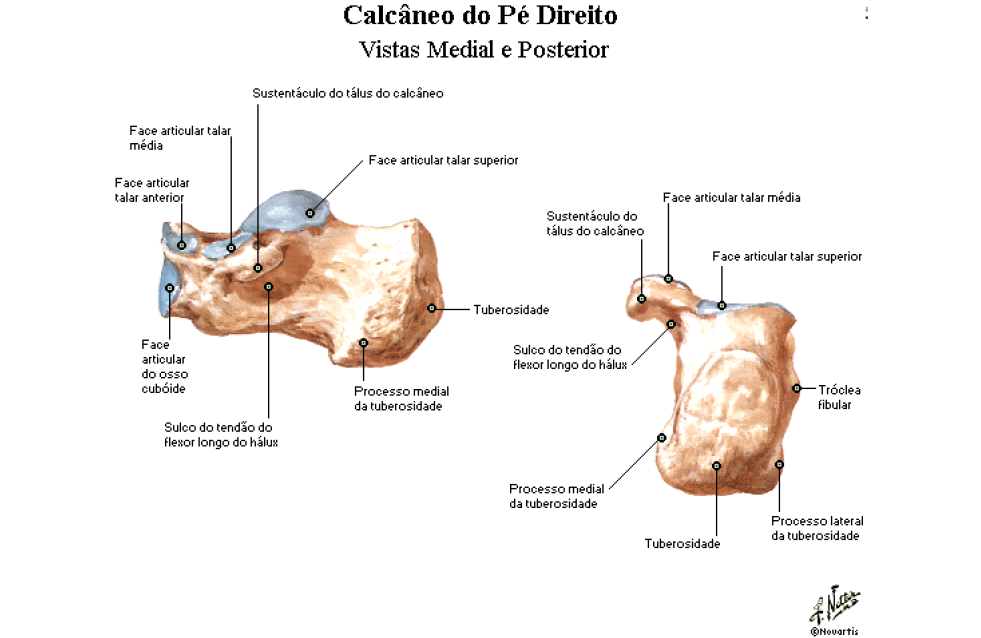 Calcâneo do Pé Direito
Vistas Medial e Posterior
Sustentáculo do tálus do calcâneo
Face articular talar
média
Face articular
talar anterior
Face articular talar superior
Tuberosidade
Face
articular
do osso
cubóide
Processo medial
da tuberosidade
Sulco do tendão do
flexor longo do hálux
Face articular talar média
Sustentáculo do
tálus do calcâneo
Face articular talar superior
Sulco do tendão do
flexor longo do hálux
Tróclea
fibular
Processo medial
da tuberosidade
Processo lateral
da tuberosidade
Tuberosidade
©Novartis